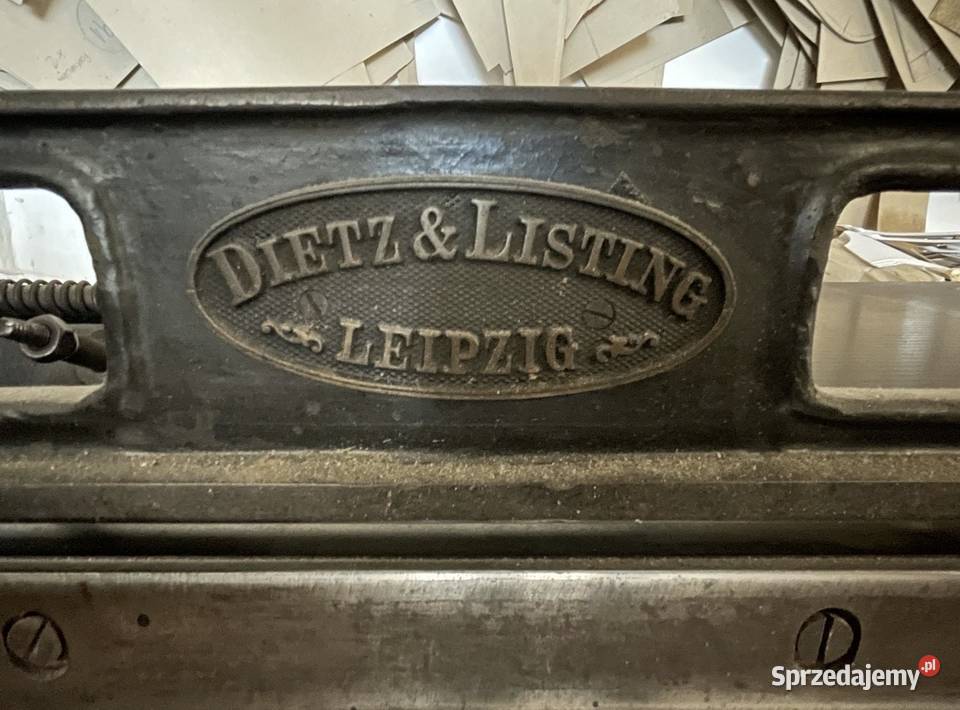 DIETZ & LISTING
LEIPZIG
Sprzedajemy.pl